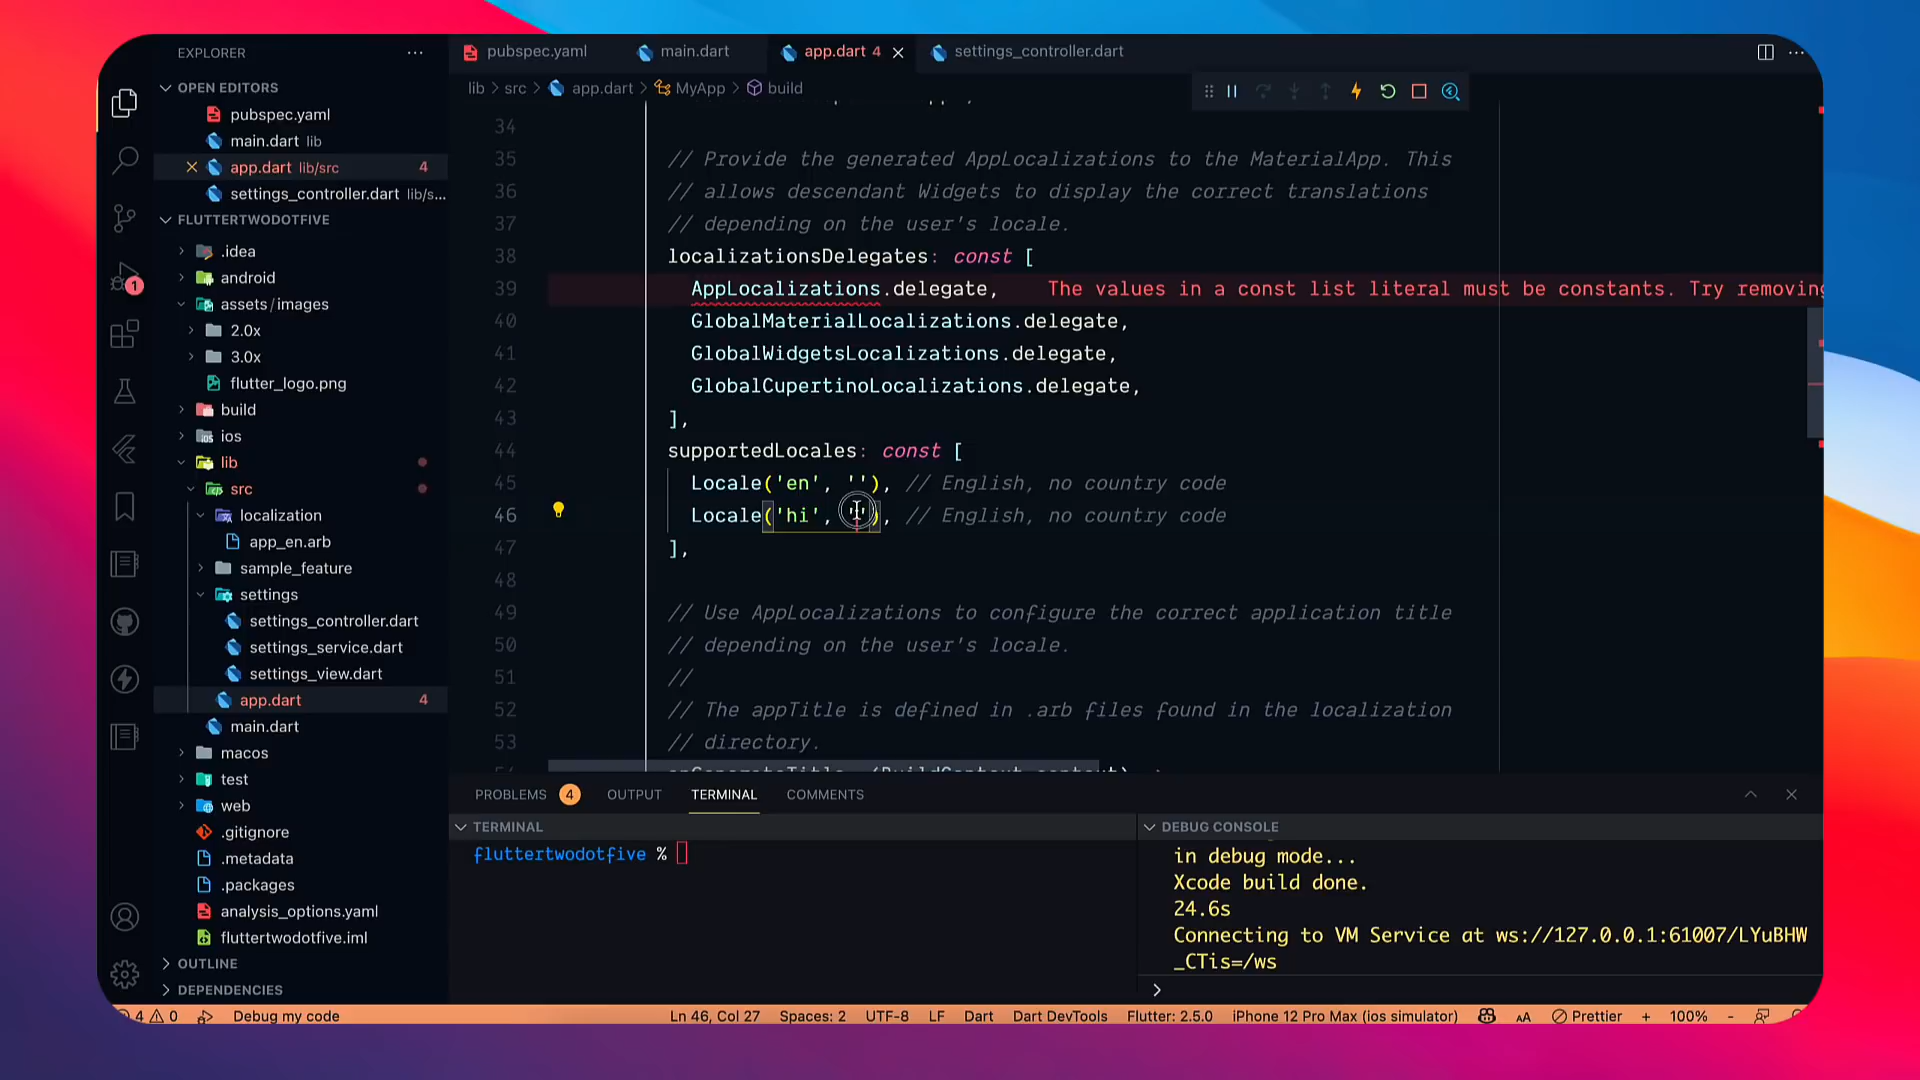 EXPLORER
OPEN EDITORS
pubspec.yaml
main.dart lib
app.dart lib/src 4
settings_controller.dart lib/s...
FLUTTERTWODOTFIVE
.idea
android
assets/images
2.0x
3.0x
flutter_logo.png
build
ios
lib
src
localization
app_en.arb
sample_feature
settings
settings_controller.dart
settings_service.dart
settings_view.dart
app.dart 4
main.dart
macos
test
web
.gitignore
.metadata
.packages
analysis_options.yaml
fluttertwodotfive.iml
OUTLINE
DEPENDENCIES
1
pubspec.yaml main.dart app.dart 4 settings_controller.dart
lib > src > app.dart > MyApp > build
34
35 // Provide the generated AppLocalizations to the MaterialApp. This
36 // allows descendant Widgets to display the correct translations
37 // depending on the user's locale.
38 localizationsDelegates: const [
39 AppLocalizations.delegate, The values in a const list literal must be constants. Try removing
40 GlobalMaterialLocalizations.delegate,
41 GlobalWidgetsLocalizations.delegate,
42 GlobalCupertinoLocalizations.delegate,
43 ],
44 supportedLocales: const [
45 Locale('en', ''), // English, no country code
46 Locale('hi', ''), // English, no country code
47 ],
48
49 // Use AppLocalizations to configure the correct application title
50 // depending on the user's locale.
51 //
52 // The appTitle is defined in .arb files found in the localization
53 // directory.
PROBLEMS 4 OUTPUT TERMINAL COMMENTS
TERMINAL
fluttertwodotfive %
DEBUG CONSOLE
in debug mode...
Xcode build done.
24.6s
Connecting to VM Service at ws://127.0.0.1:61007/LYuBHW
_CTis=/ws
4 0 Debug my code Ln 46, Col 27 Spaces: 2 UTF-8 LF Dart Dart DevTools Flutter: 2.5.0 iPhone 12 Pro Max (ios simulator) AA Prettier + 100% -